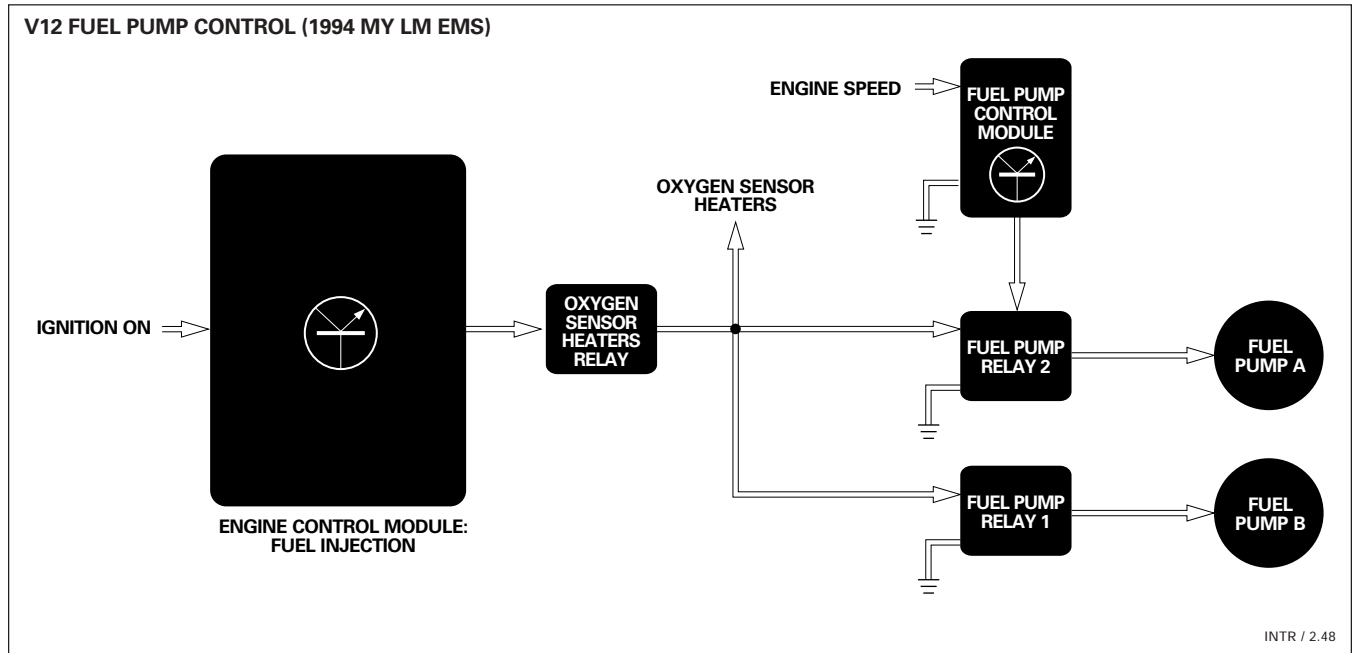 V12 FUEL PUMP CONTROL (1994 MY LM EMS)
ENGINE SPEED
FUEL PUMP
CONTROL
MODULE
OXYGEN SENSOR
HEATERS
IGNITION ON
OXYGEN
SENSOR
HEATERS
RELAY
FUEL PUMP
RELAY 2
FUEL
PUMP A
ENGINE CONTROL MODULE:
FUEL INJECTION
FUEL PUMP
RELAY 1
FUEL
PUMP B
INTR / 2.48